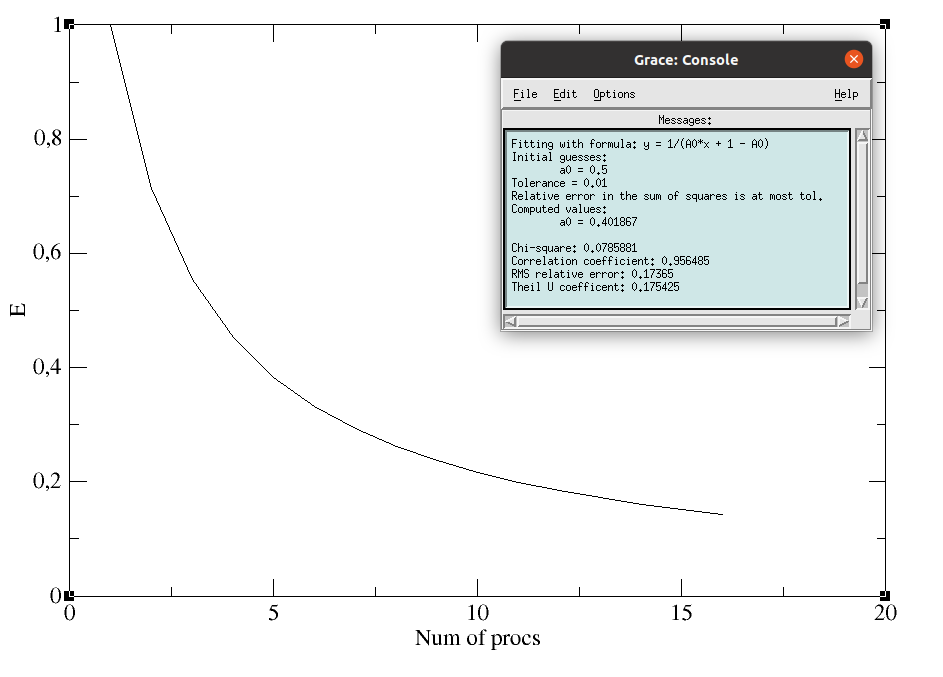 1
0,8
0,6
0,4
0,2
0
E
0 5 10 15 20
Num of procs
Grace: Console
File Edit Options Help
Messages:
Fitting with formula: y = 1/(A0*x + 1 - A0)
Initial guesses:
a0 = 0.5
Tolerance = 0.01
Relative error in the sum of squares is at most tol.
Computed values:
a0 = 0.401867
Chi-square: 0.0785881
Correlation coefficient: 0.956485
RMS relative error: 0.17365
Theil U coefficent: 0.175425